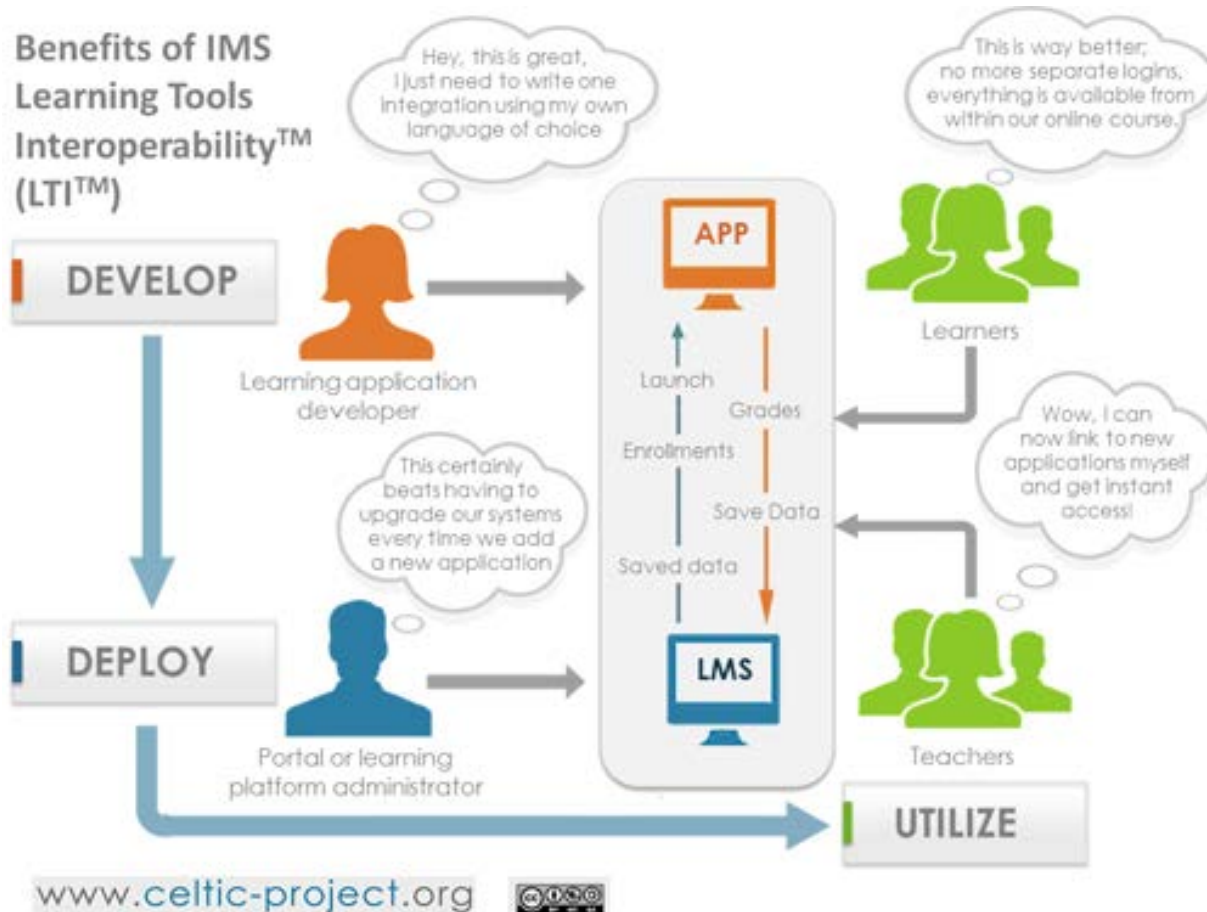 Benefits of IMS
Learning Tools
Interoperability™
(LTI™)
Hey, this is great,
I just need to write one
integration using my own
language of choice
This is way better;
no more separate logins,
everything is available from
within our online course.
DEVELOP
Learning application
developer
APP
Learners
Launch
Grades
Enrollments
Save Data
Saved data
LMS
Wow, I can
now link to new
applications myself
and get instant
access!
This certainly
beats having to
upgrade our systems
every time we add
a new application
DEPLOY
Portal or learning
platform administrator
Teachers
UTILIZE
www.celtic-project.org